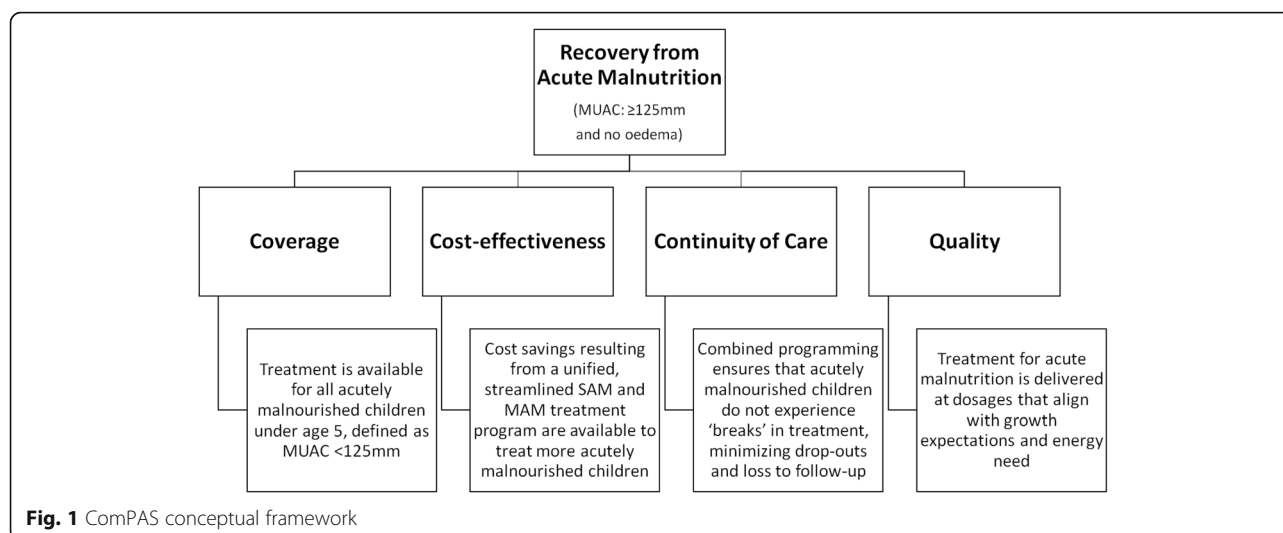 Recovery from
Acute Malnutrition
(MUAC: ≥125mm
and no oedema)
Coverage
Cost-effectiveness
Continuity of Care
Quality
Treatment is available
for all acutely
malnourished children
under age 5, defined as
MUAC <125mm
Cost savings resulting
from a unified,
streamlined SAM and
MAM treatment
program are available to
treat more acutely
malnourished children
Combined programming
ensures that acutely
malnourished children
do not experience
‘breaks’ in treatment,
minimizing drop-outs
and loss to follow-up
Treatment for acute
malnutrition is delivered
at dosages that align
with growth
expectations and energy
need
Fig. 1 ComPAS conceptual framework